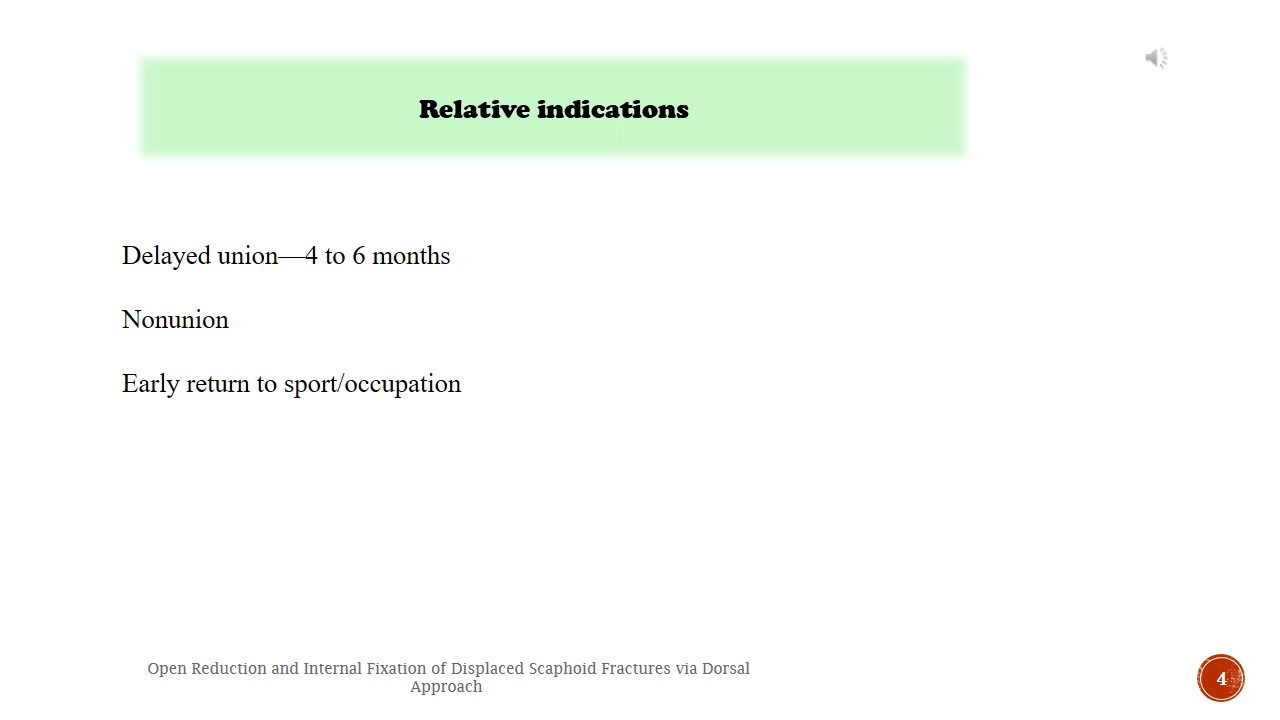 Relative indications
Delayed union—4 to 6 months
Nonunion
Early return to sport/occupation
Open Reduction and Internal Fixation of Displaced Scaphoid Fractures via Dorsal
Approach
4